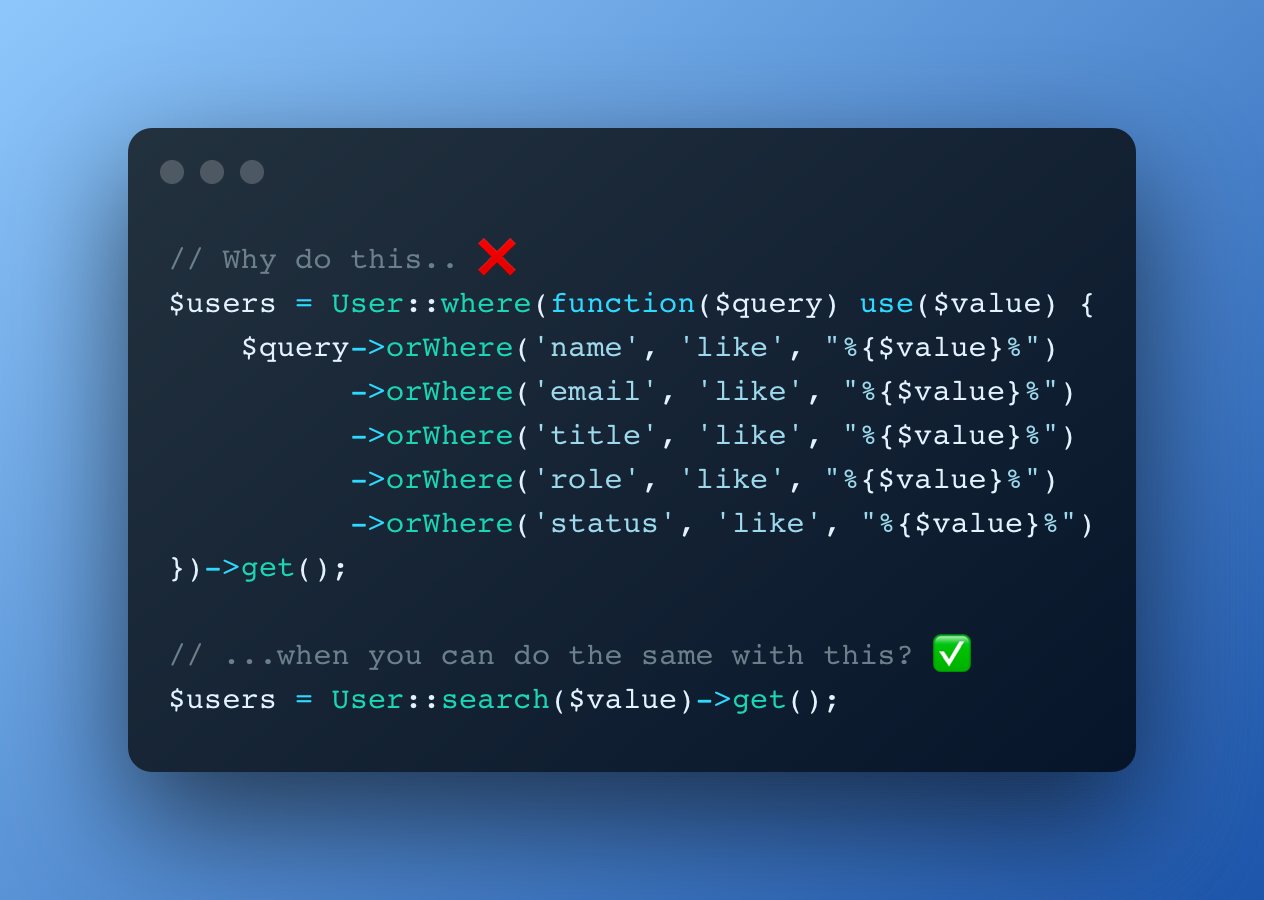 // Why do this.. ❌
$users = User::where(function($query) use($value) {
    $query->orWhere('name', 'like', "%{$value}%")
          ->orWhere('email', 'like', "%{$value}%")
          ->orWhere('title', 'like', "%{$value}%")
          ->orWhere('role', 'like', "%{$value}%")
          ->orWhere('status', 'like', "%{$value}%")
})->get();
// ...when you can do the same with this? ✅
$users = User::search($value)->get();